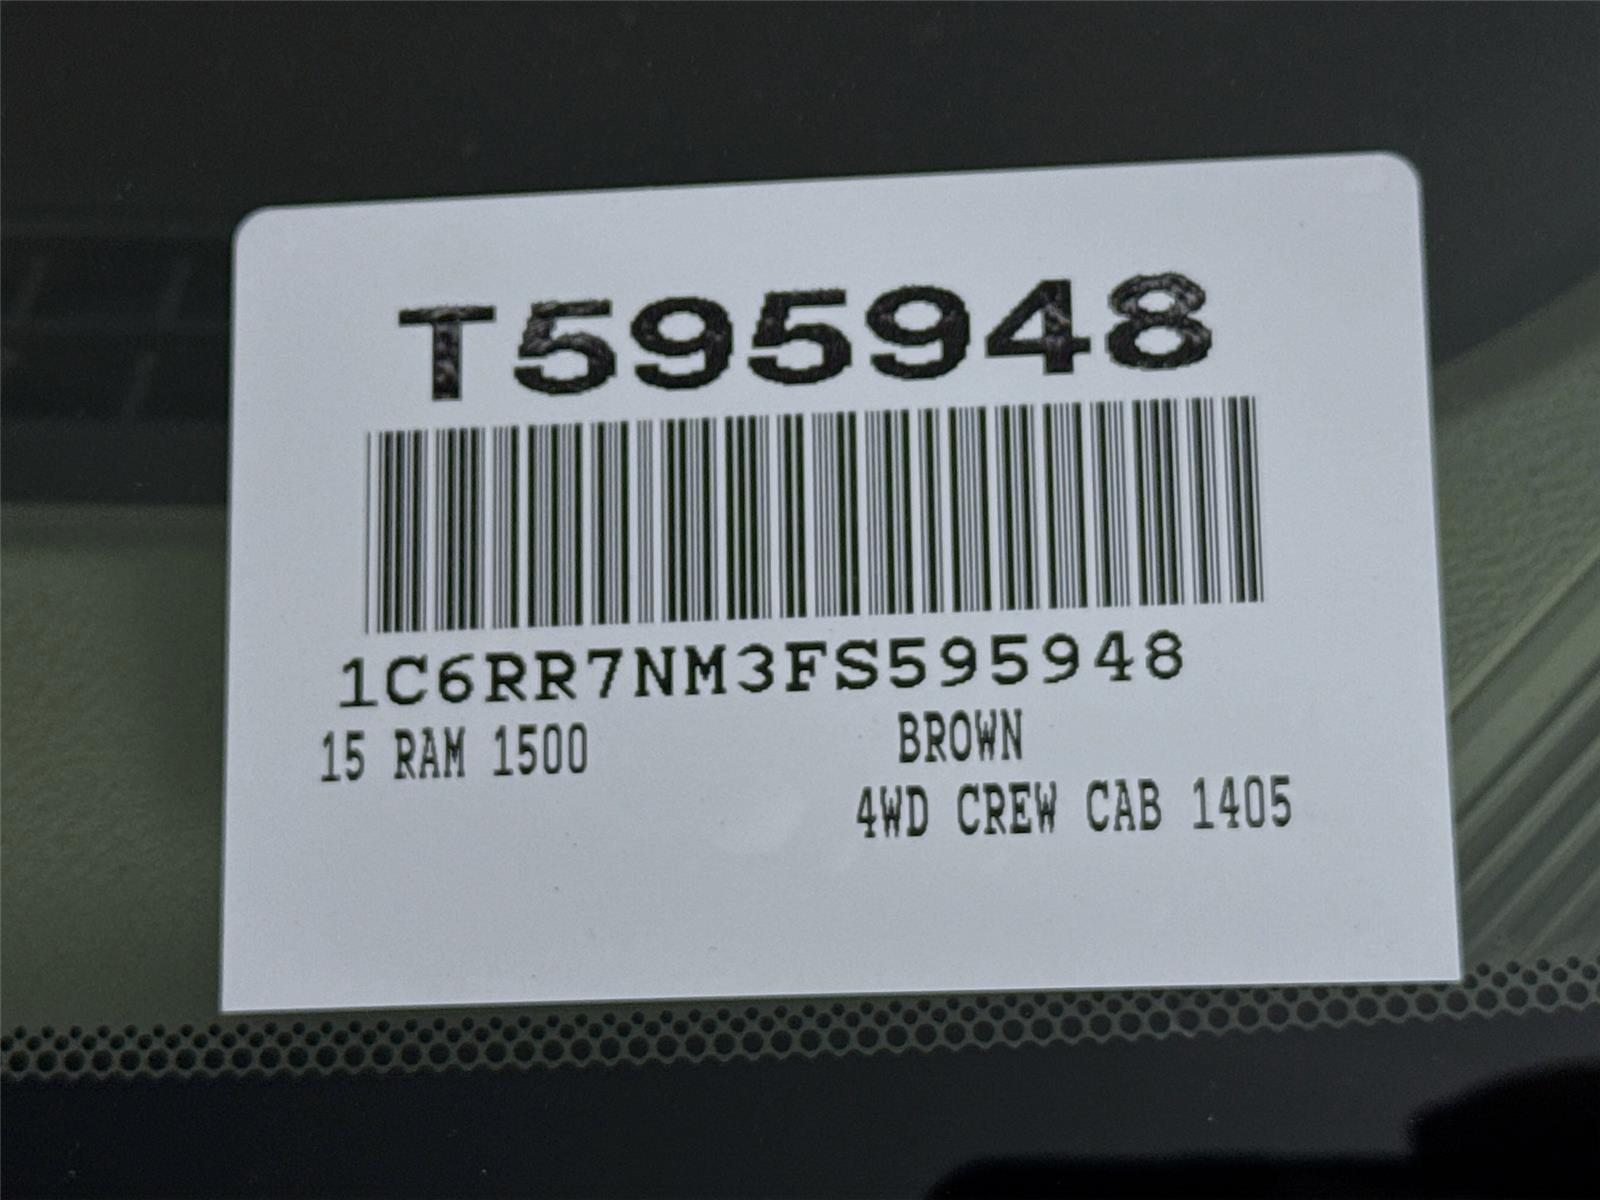 T595948
1C6RR7NM3FS595948
15 RAM 1500 BROWN
4WD CREW CAB 1405